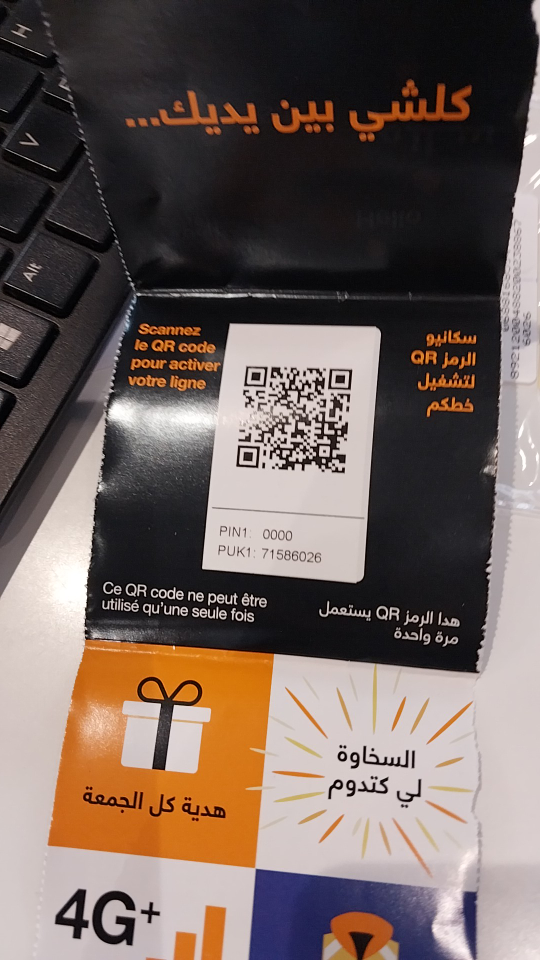 H
N
V
Alt
كلشي بين يديك...
Scannez
le QR code
pour activer
votre ligne
سكانيو
الرمز QR
لتشغيل
خطكم
6026
PIN1: 0000
PUK1: 71586026
Ce QR code ne peut être
utilisé qu'une seule fois
هدا الرمز QR يستعمل
مرة واحدة
هدية كل الجمعة
السخاوة
لي كتدوم
4G+